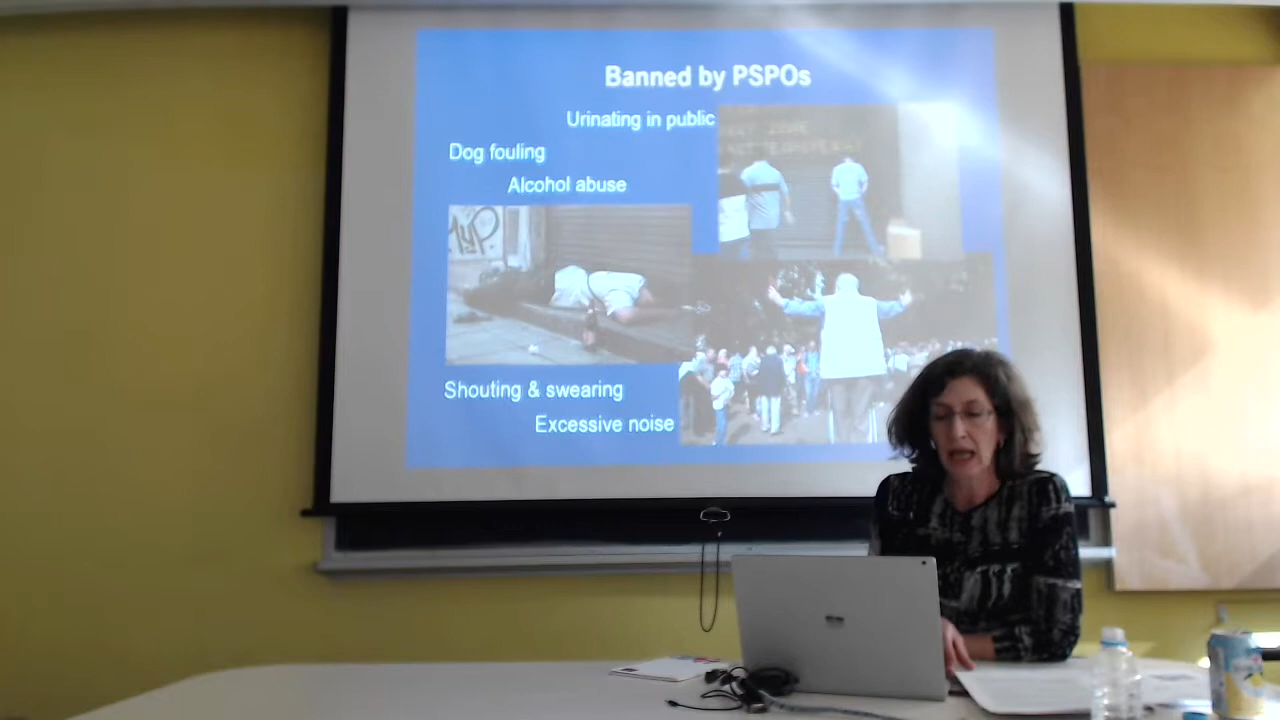 Banned by PSPOs
Urinating in public
Dog fouling
Alcohol abuse
Shouting & swearing
Excessive noise